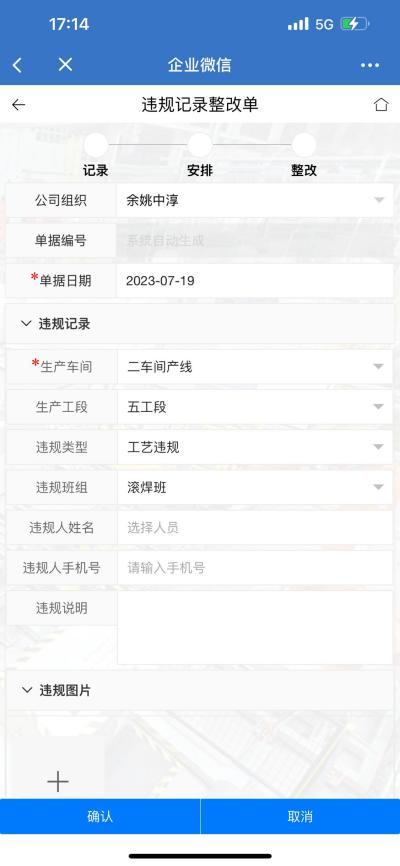 17:14
5G
企业微信
违规记录整改单
记录 安排 整改
公司组织 余姚中淳
单据编号 系统自动生成
*单据日期 2023-07-19
违规记录
*生产车间 二车间产线
生产工段 五工段
违规类型 工艺违规
违规班组 滚焊班
违规人姓名 选择人员
违规人手机号 请输入手机号
违规说明
违规图片
确认 取消